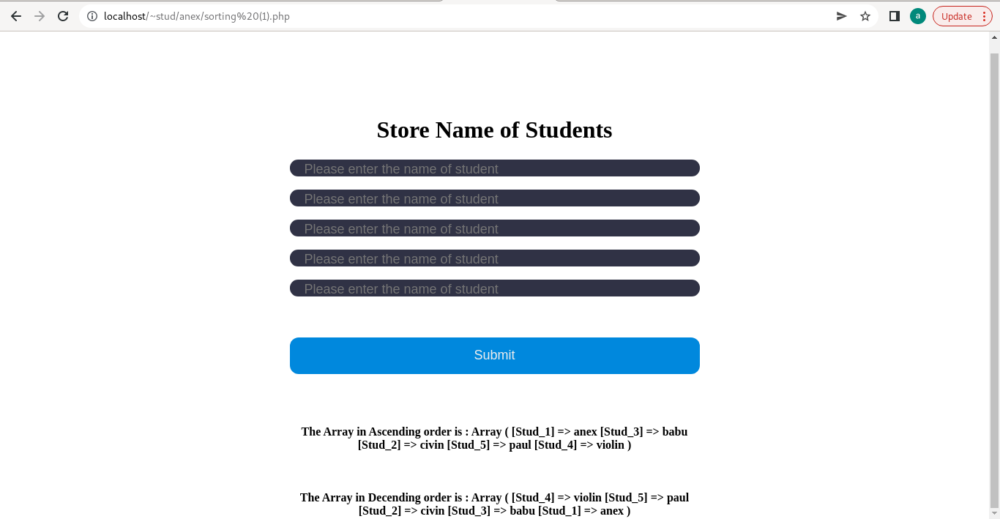 localhost/~stud/anex/sorting%20(1).php
a
Update
Store Name of Students
Please enter the name of student
Please enter the name of student
Please enter the name of student
Please enter the name of student
Please enter the name of student
Submit
The Array in Ascending order is : Array ( [Stud_1] => anex [Stud_3] => babu
[Stud_2] => civin [Stud_5] => paul [Stud_4] => violin )
The Array in Decending order is : Array ( [Stud_4] => violin [Stud_5] => paul
[Stud_2] => civin [Stud_3] => babu [Stud_1] => anex )